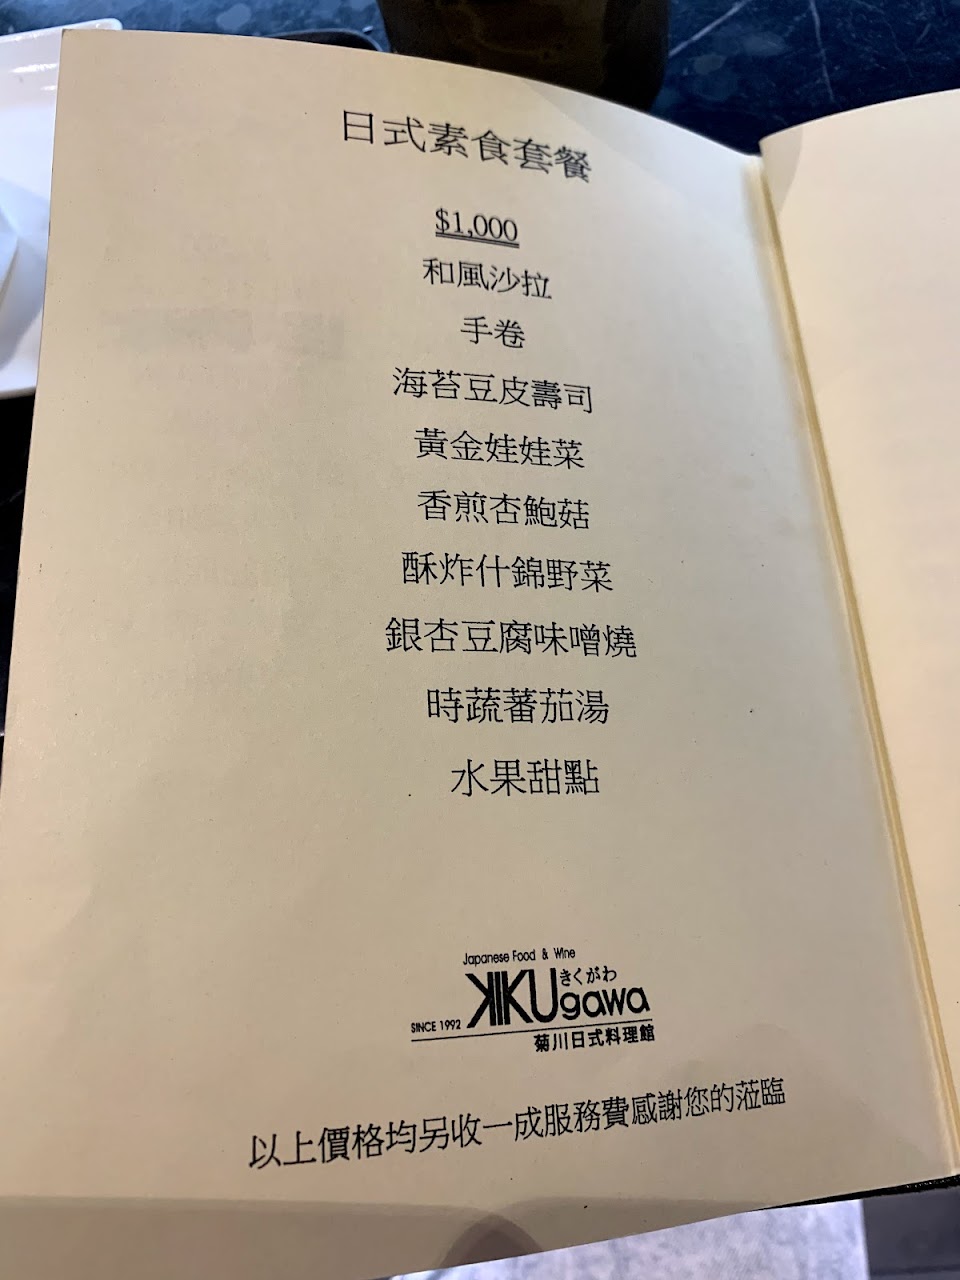 日式素食套餐
$1,000
和風沙拉
手卷
海苔豆皮壽司
黃金娃娃菜
香煎杏鮑菇
酥炸什錦野菜
銀杏豆腐味噌燒
時蔬蕃茄湯
水果甜點
Japanese Food & Wine
きくがわ
SINCE 1992 KIKUgawa
菊川日式料理館
以上價格均另收一成服務費感謝您的蒞臨